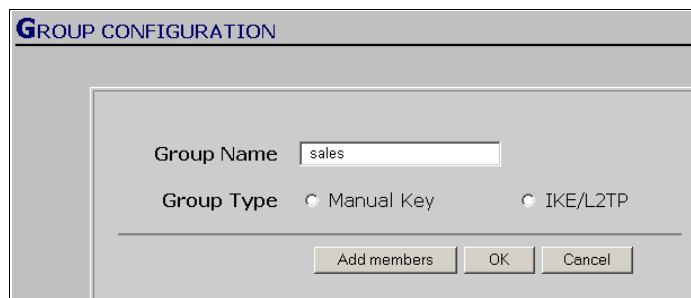 GROUP CONFIGURATION
Group Name sales
Group Type Manual Key IKE/L2TP
Add members OK Cancel